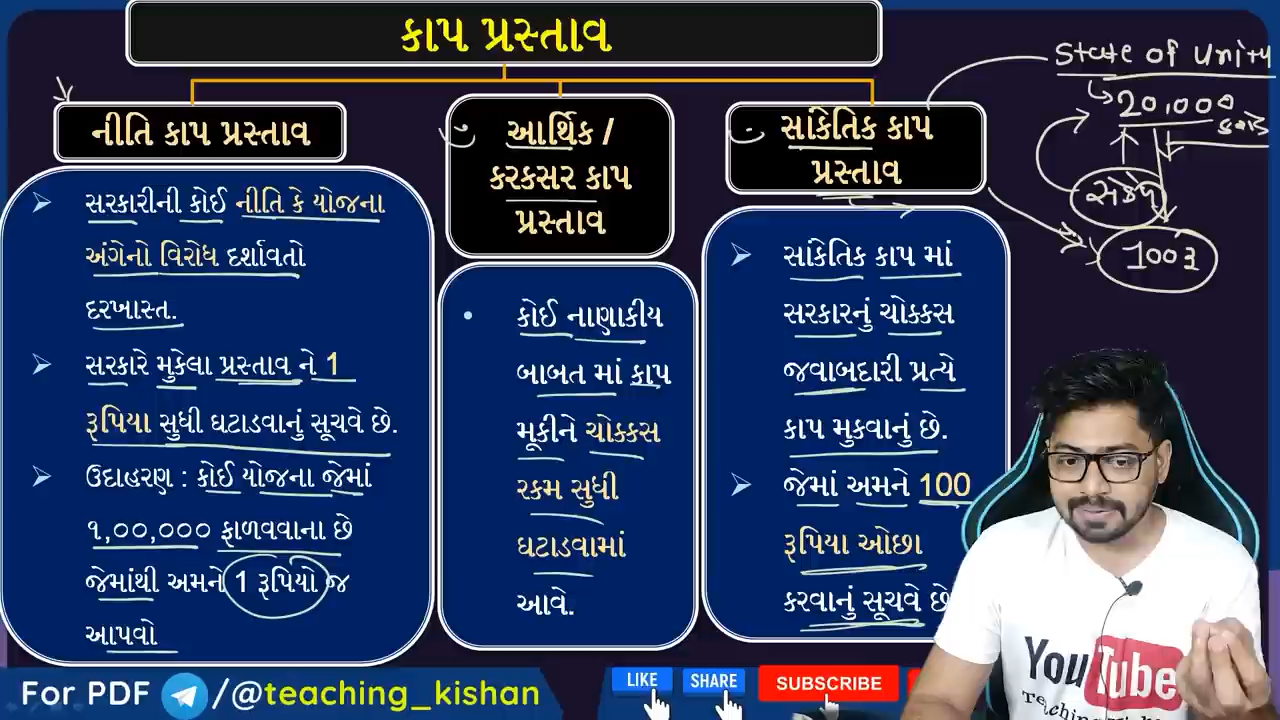 કાપ પ્રસ્તાવ
નીતિ કાપ પ્રસ્તાવ
સરકારીની કોઈ નીતિ કે યોજના
અંગેનો વિરોધ દર્શાવતો
દરખાસ્ત.
સરકારે મુકેલા પ્રસ્તાવ ને 1
રૂપિયા સુધી ઘટાડવાનું સૂચવે છે.
ઉદાહરણ : કોઈ યોજના જેમાં
૧,૦૦,૦૦૦ ફાળવવાના છે
જેમાંથી અમને 1 રૂપિયો જ
આપવો
આર્થિક /
કરકસર કાપ
પ્રસ્તાવ
કોઈ નાણાકીય
બાબત માં કાપ
મૂકીને ચોક્કસ
રકમ સુધી
ઘટાડવામાં
આવે.
સાંકેતિક કાપ
પ્રસ્તાવ
સાંકેતિક કાપ માં
સરકારનું ચોક્કસ
જવાબદારી પ્રત્યે
કાપ મુકવાનું છે.
જેમાં અમને 100
રૂપિયા ઓછા
કરવાનું સૂચવે છે
State of Unity
20,000
100રૂ
YouTube
For PDF /@teaching_kishan
LIKE
SHARE
SUBSCRIBE